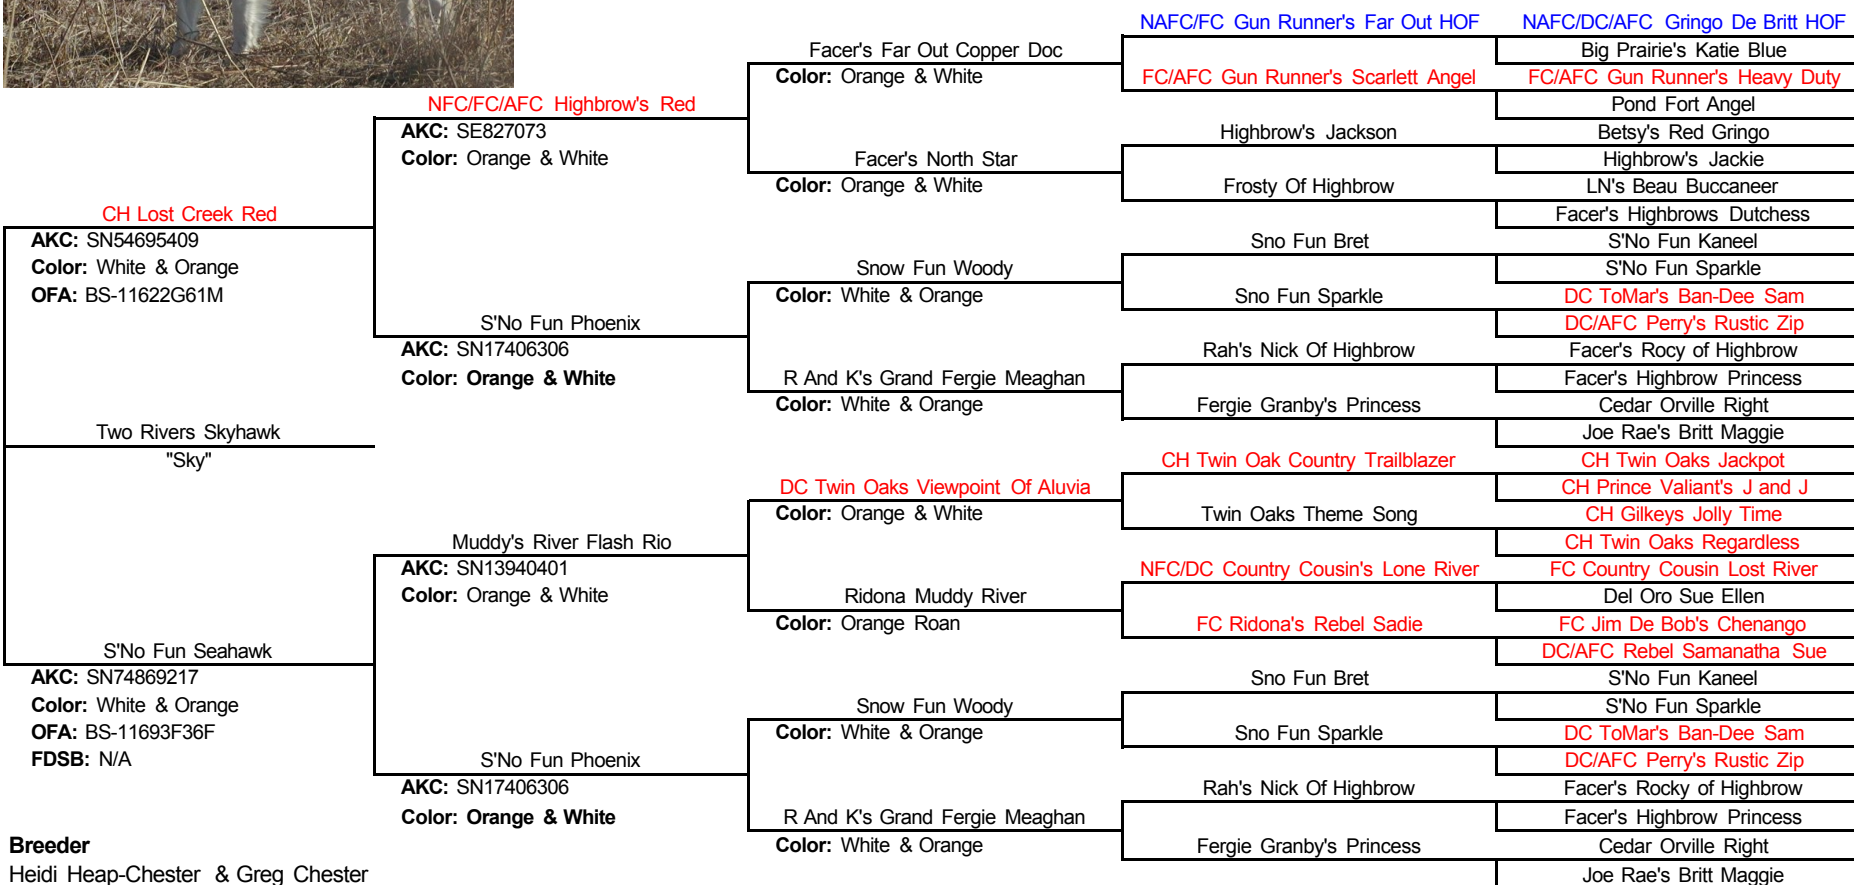 NAFC/FC Gun Runner's Far Out HOF
NAFC/DC/AFC Gringo De Britt HOF
Facer's Far Out Copper Doc
Big Prairie's Katie Blue
Color: Orange & White
FC/AFC Gun Runner's Scarlett Angel
FC/AFC Gun Runner's Heavy Duty
NFC/FC/AFC Highbrow's Red
Pond Fort Angel
AKC: SE827073
Highbrow's Jackson
Betsy's Red Gringo
Color: Orange & White
Facer's North Star
Highbrow's Jackie
Color: Orange & White
Frosty Of Highbrow
LN's Beau Buccaneer
CH Lost Creek Red
Facer's Highbrows Dutchess
AKC: SN54695409
Sno Fun Bret
S'No Fun Kaneel
Color: White & Orange
Snow Fun Woody
S'No Fun Sparkle
OFA: BS-11622G61M
Color: White & Orange
Sno Fun Sparkle
DC ToMar's Ban-Dee Sam
S'No Fun Phoenix
DC/AFC Perry's Rustic Zip
AKC: SN17406306
Rah's Nick Of Highbrow
Facer's Rocy of Highbrow
Color: Orange & White
R And K's Grand Fergie Meaghan
Facer's Highbrow Princess
Color: White & Orange
Fergie Granby's Princess
Cedar Orville Right
Two Rivers Skyhawk
Joe Rae's Britt Maggie
"Sky"
CH Twin Oak Country Trailblazer
CH Twin Oaks Jackpot
DC Twin Oaks Viewpoint Of Aluvia
CH Prince Valiant's J and J
Color: Orange & White
Twin Oaks Theme Song
CH Gilkeys Jolly Time
Muddy's River Flash Rio
CH Twin Oaks Regardless
AKC: SN13940401
NFC/DC Country Cousin's Lone River
FC Country Cousin Lost River
Color: Orange & White
Ridona Muddy River
Del Oro Sue Ellen
Color: Orange Roan
FC Ridona's Rebel Sadie
FC Jim De Bob's Chenango
S'No Fun Seahawk
DC/AFC Rebel Samanatha Sue
AKC: SN74869217
Sno Fun Bret
S'No Fun Kaneel
Color: White & Orange
Snow Fun Woody
S'No Fun Sparkle
OFA: BS-11693F36F
Color: White & Orange
Sno Fun Sparkle
DC ToMar's Ban-Dee Sam
FDSB: N/A
S'No Fun Phoenix
DC/AFC Perry's Rustic Zip
AKC: SN17406306
Rah's Nick Of Highbrow
Facer's Rocky of Highbrow
Color: Orange & White
R And K's Grand Fergie Meaghan
Facer's Highbrow Princess
Breeder
Color: White & Orange
Fergie Granby's Princess
Cedar Orville Right
Heidi Heap-Chester & Greg Chester
Joe Rae's Britt Maggie